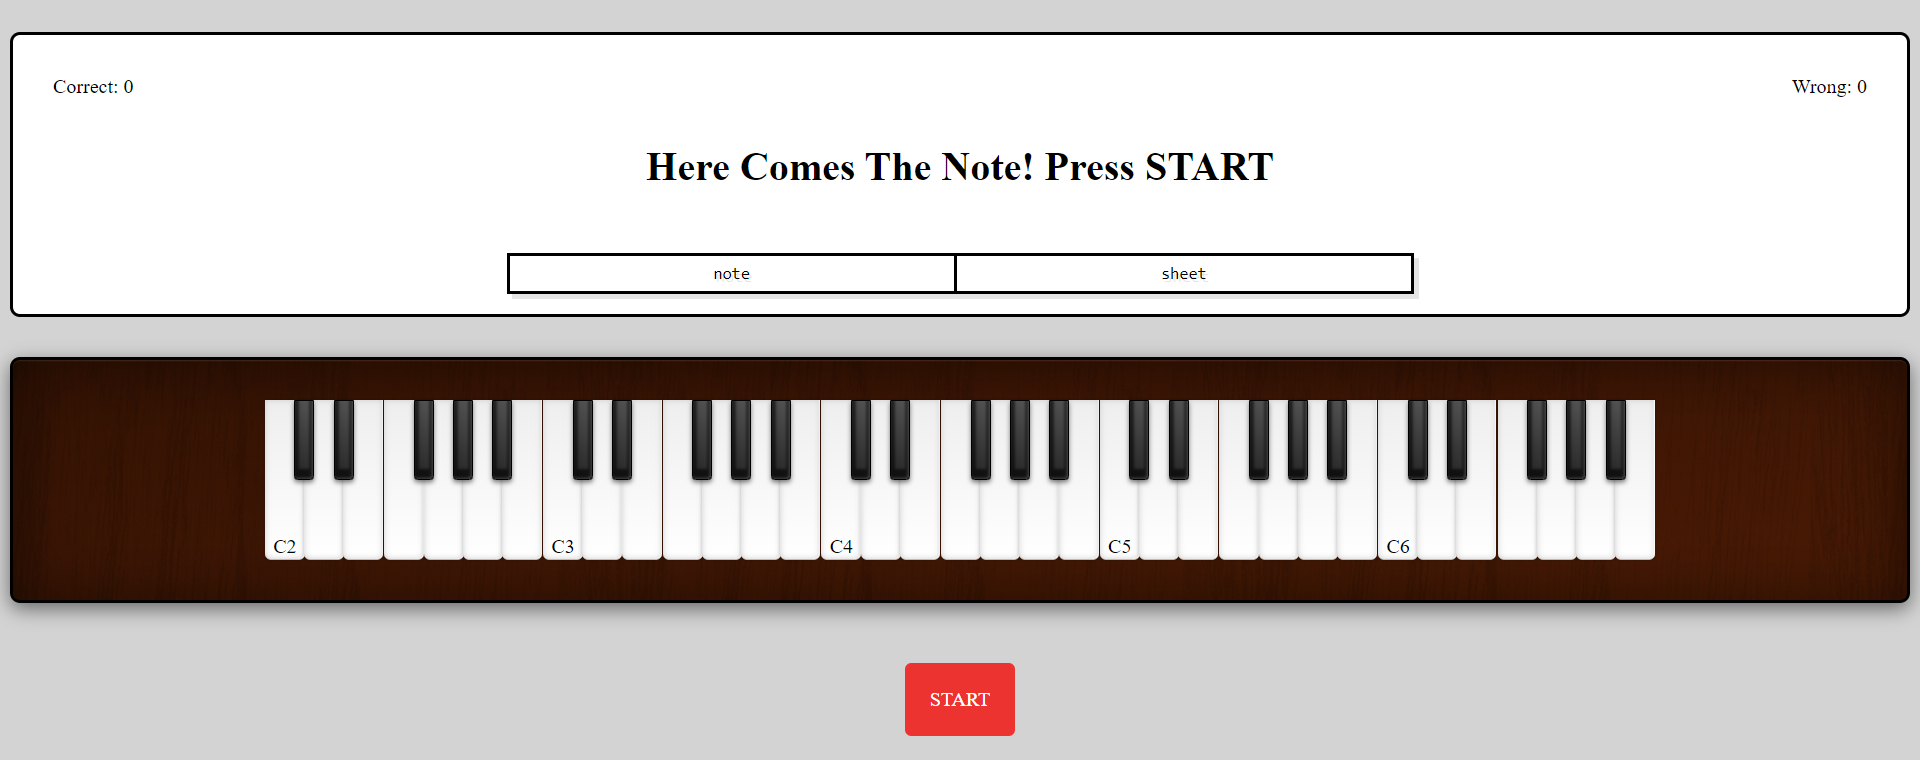 Correct: 0 Wrong: 0
Here Comes The Note! Press START
note sheet
C2 C3 C4 C5 C6
START